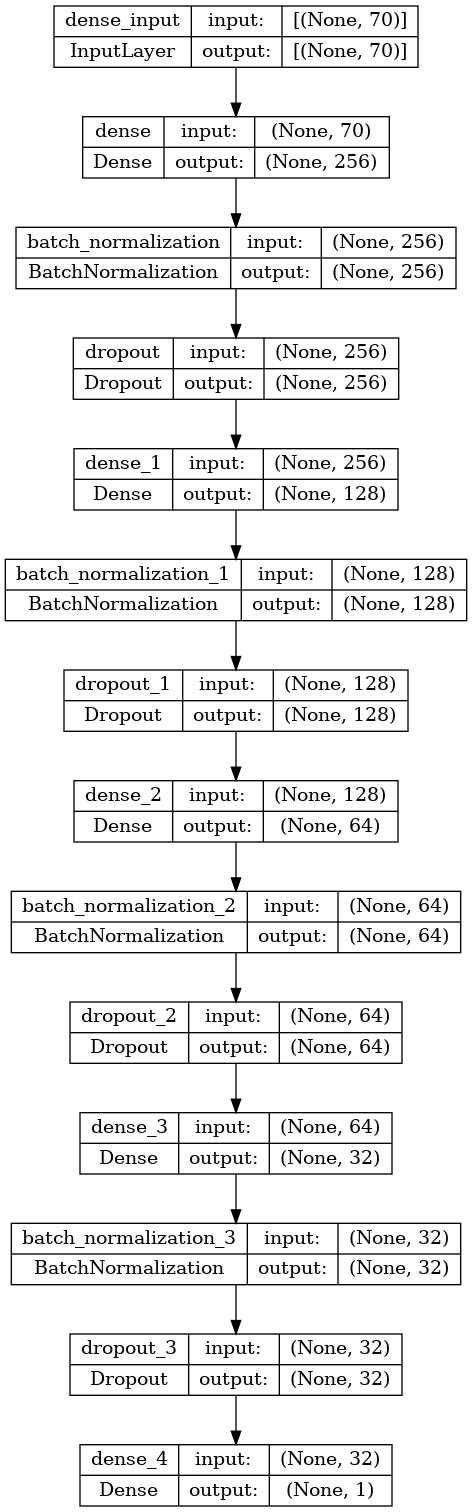 dense_input input: [(None, 70)]
InputLayer output: [(None, 70)]
dense input: (None, 70)
Dense output: (None, 256)
batch_normalization input: (None, 256)
BatchNormalization output: (None, 256)
dropout input: (None, 256)
Dropout output: (None, 256)
dense_1 input: (None, 256)
Dense output: (None, 128)
batch_normalization_1 input: (None, 128)
BatchNormalization output: (None, 128)
dropout_1 input: (None, 128)
Dropout output: (None, 128)
dense_2 input: (None, 128)
Dense output: (None, 64)
batch_normalization_2 input: (None, 64)
BatchNormalization output: (None, 64)
dropout_2 input: (None, 64)
Dropout output: (None, 64)
dense_3 input: (None, 64)
Dense output: (None, 32)
batch_normalization_3 input: (None, 32)
BatchNormalization output: (None, 32)
dropout_3 input: (None, 32)
Dropout output: (None, 32)
dense_4 input: (None, 32)
Dense output: (None, 1)